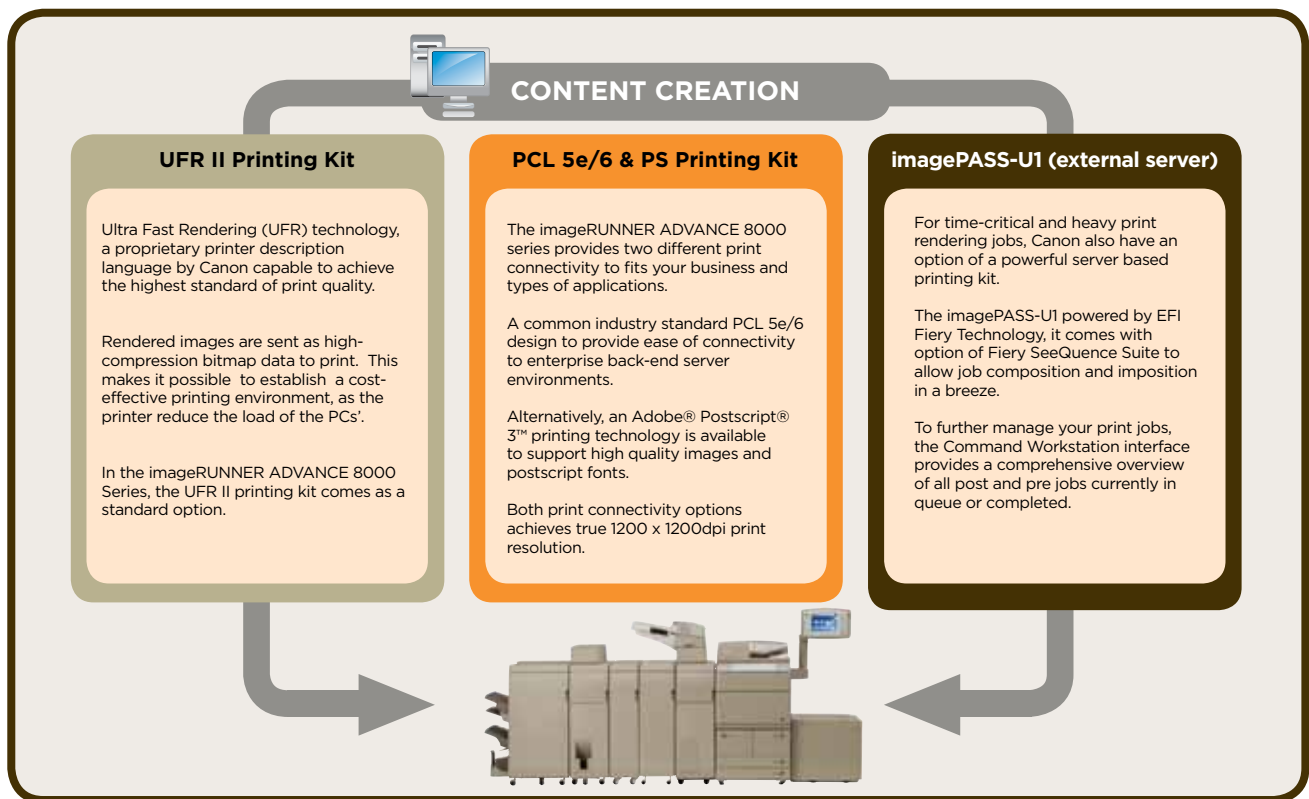 CONTENT CREATION
UFR II Printing Kit
Ultra Fast Rendering (UFR) technology,
a proprietary printer description
language by Canon capable to achieve
the highest standard of print quality.
Rendered images are sent as high-
compression bitmap data to print.  This
makes it possible  to establish  a cost-
effective printing environment, as the
printer reduce the load of the PCs’.
In the imageRUNNER ADVANCE 8000
Series, the UFR II printing kit comes as a
standard option.
PCL 5e/6 & PS Printing Kit
The imageRUNNER ADVANCE 8000
series provides two different print
connectivity to fits your business and
types of applications.
A common industry standard PCL 5e/6
design to provide ease of connectivity
to enterprise back-end server
environments.
Alternatively, an Adobe® Postscript®
3™ printing technology is available
to support high quality images and
postscript fonts.
Both print connectivity options
achieves true 1200 x 1200dpi print
resolution.
imagePASS-U1 (external server)
For time-critical and heavy print
rendering jobs, Canon also have an
option of a powerful server based
printing kit.
The imagePASS-U1 powered by EFI
Fiery Technology, it comes with
option of Fiery SeeQuence Suite to
allow job composition and imposition
in a breeze.
To further manage your print jobs,
the Command Workstation interface
provides a comprehensive overview
of all post and pre jobs currently in
queue or completed.